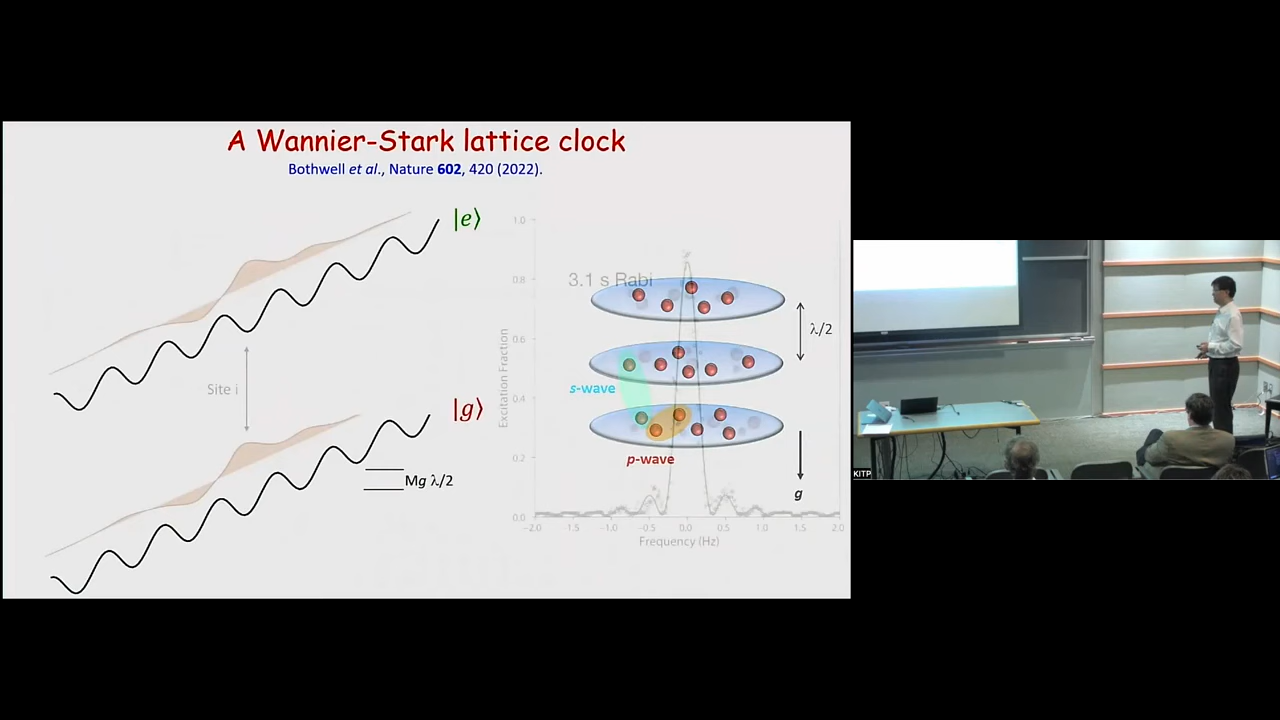 A Wannier-Stark lattice clock
Bothwell et al., Nature 602, 420 (2022).
|e⟩
Site i
|g⟩
Mg λ/2
1.0
0.8
0.6
0.4
0.2
0.0
Excitation Fraction
3.1 s Rabi
s-wave
p-wave
λ/2
g
−2.0
1.5
−1.0
−0.5
0.0
0.5
1.0
1.5
2.0
Frequency (Hz)
KITP